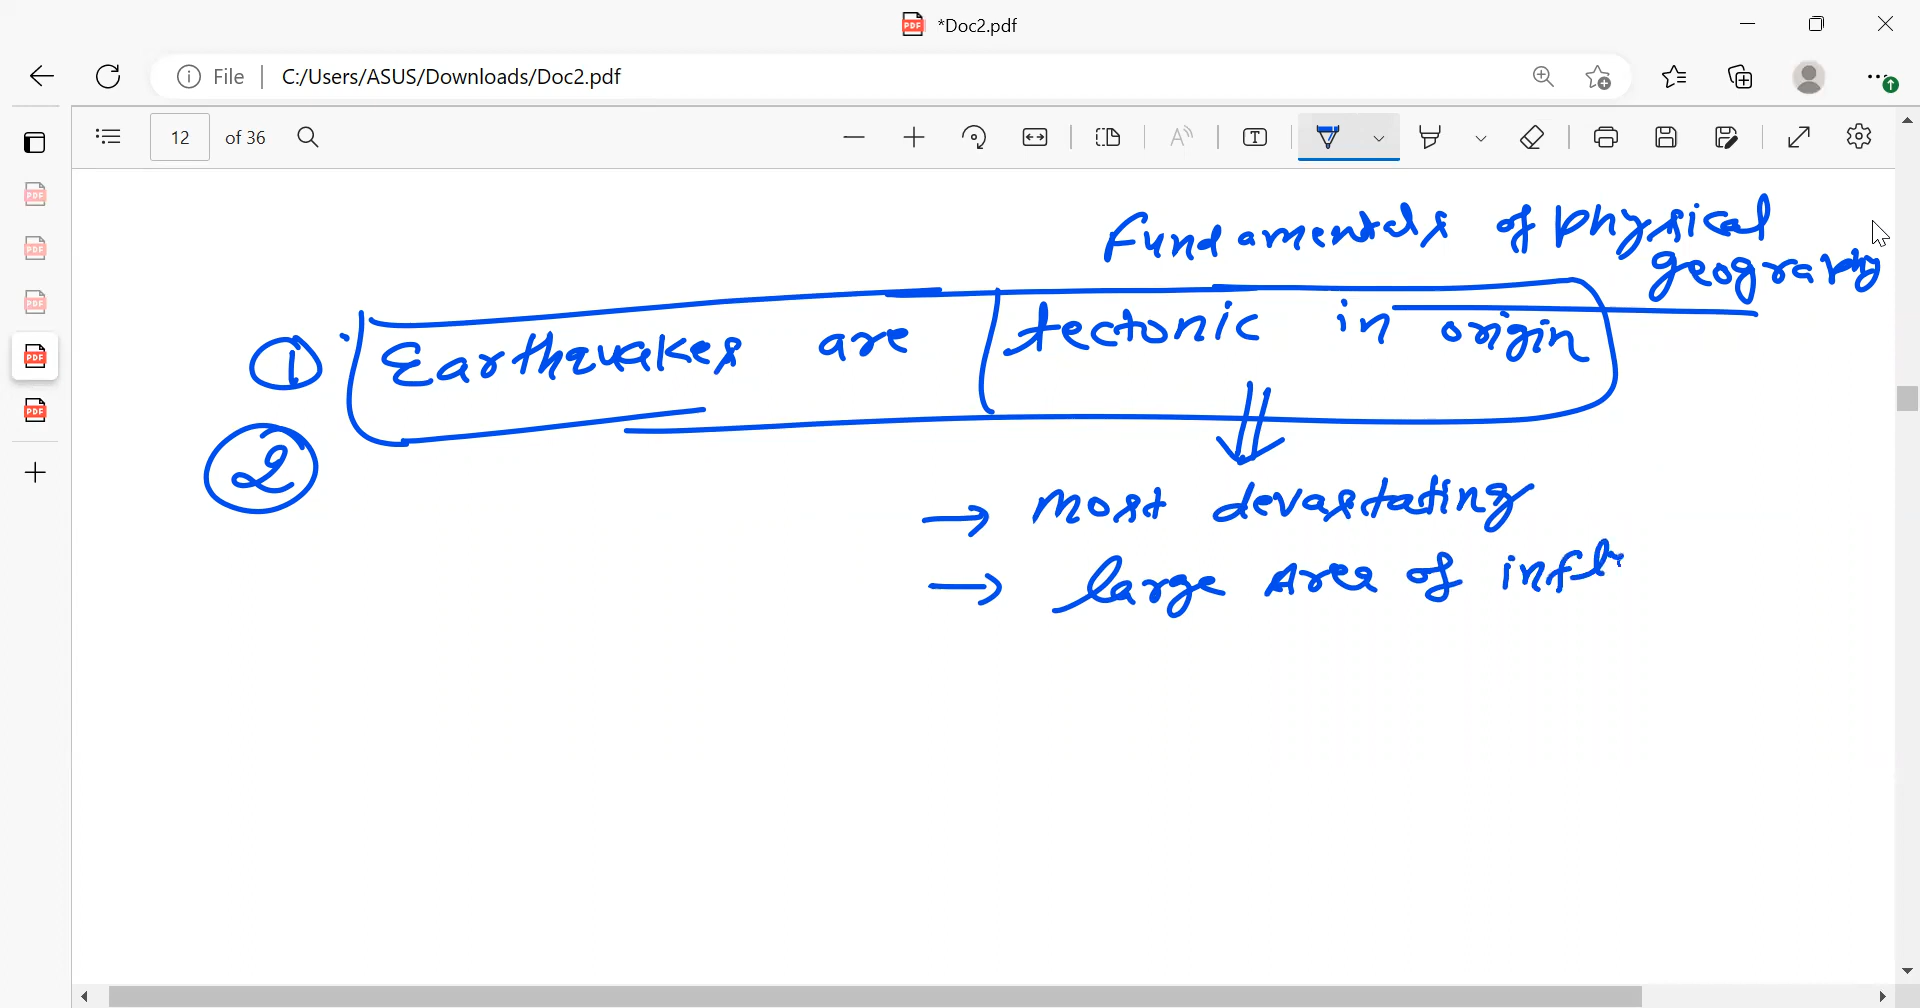 *Doc2.pdf
File
C:/Users/ASUS/Downloads/Doc2.pdf
12 of 36
Fundamentals of physical
geography
① Earthquakes are tectonic in origin
②
→ most devastating
→ large Area of infl